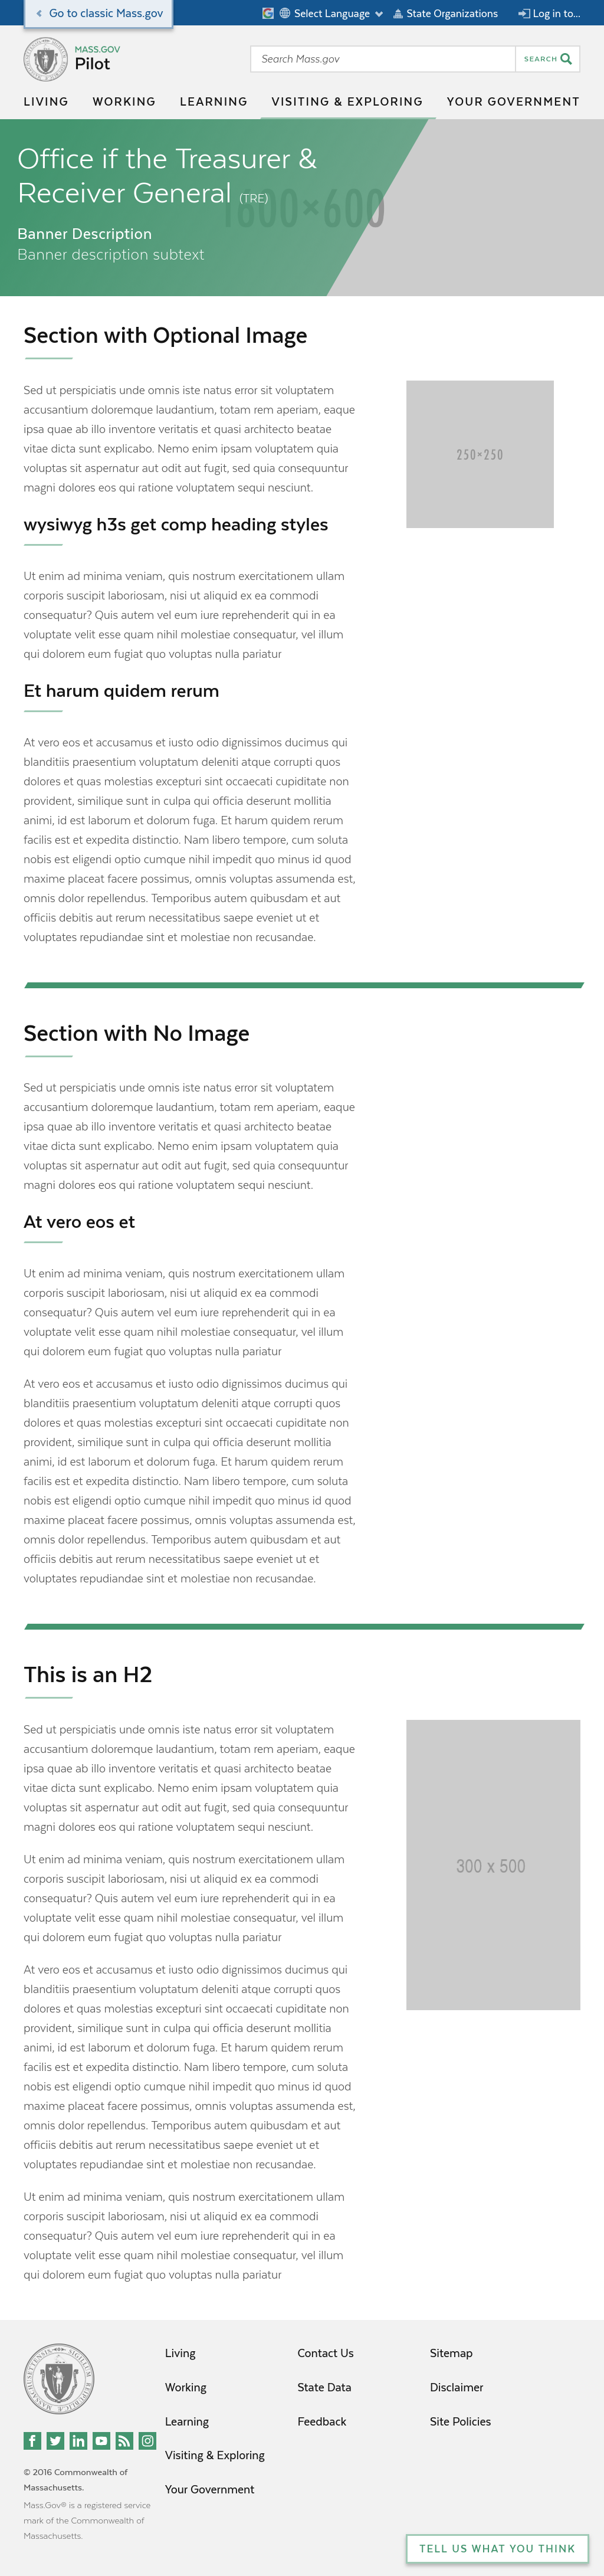 Go to classic Mass.gov
Select Language
State Organizations
Log in to...
MASS.GOV
Pilot
Search Mass.gov
SEARCH
LIVING
WORKING
LEARNING
VISITING & EXPLORING
YOUR GOVERNMENT
Office if the Treasurer &
Receiver General (TRE)
1600×600
Banner Description
Banner description subtext
Section with Optional Image
Sed ut perspiciatis unde omnis iste natus error sit voluptatem
accusantium doloremque laudantium, totam rem aperiam, eaque
ipsa quae ab illo inventore veritatis et quasi architecto beatae
vitae dicta sunt explicabo. Nemo enim ipsam voluptatem quia
voluptas sit aspernatur aut odit aut fugit, sed quia consequuntur
magni dolores eos qui ratione voluptatem sequi nesciunt.
250×250
wysiwyg h3s get comp heading styles
Ut enim ad minima veniam, quis nostrum exercitationem ullam
corporis suscipit laboriosam, nisi ut aliquid ex ea commodi
consequatur? Quis autem vel eum iure reprehenderit qui in ea
voluptate velit esse quam nihil molestiae consequatur, vel illum
qui dolorem eum fugiat quo voluptas nulla pariatur
Et harum quidem rerum
At vero eos et accusamus et iusto odio dignissimos ducimus qui
blanditiis praesentium voluptatum deleniti atque corrupti quos
dolores et quas molestias excepturi sint occaecati cupiditate non
provident, similique sunt in culpa qui officia deserunt mollitia
animi, id est laborum et dolorum fuga. Et harum quidem rerum
facilis est et expedita distinctio. Nam libero tempore, cum soluta
nobis est eligendi optio cumque nihil impedit quo minus id quod
maxime placeat facere possimus, omnis voluptas assumenda est,
omnis dolor repellendus. Temporibus autem quibusdam et aut
officiis debitis aut rerum necessitatibus saepe eveniet ut et
voluptates repudiandae sint et molestiae non recusandae.
Section with No Image
Sed ut perspiciatis unde omnis iste natus error sit voluptatem
accusantium doloremque laudantium, totam rem aperiam, eaque
ipsa quae ab illo inventore veritatis et quasi architecto beatae
vitae dicta sunt explicabo. Nemo enim ipsam voluptatem quia
voluptas sit aspernatur aut odit aut fugit, sed quia consequuntur
magni dolores eos qui ratione voluptatem sequi nesciunt.
At vero eos et
Ut enim ad minima veniam, quis nostrum exercitationem ullam
corporis suscipit laboriosam, nisi ut aliquid ex ea commodi
consequatur? Quis autem vel eum iure reprehenderit qui in ea
voluptate velit esse quam nihil molestiae consequatur, vel illum
qui dolorem eum fugiat quo voluptas nulla pariatur
At vero eos et accusamus et iusto odio dignissimos ducimus qui
blanditiis praesentium voluptatum deleniti atque corrupti quos
dolores et quas molestias excepturi sint occaecati cupiditate non
provident, similique sunt in culpa qui officia deserunt mollitia
animi, id est laborum et dolorum fuga. Et harum quidem rerum
facilis est et expedita distinctio. Nam libero tempore, cum soluta
nobis est eligendi optio cumque nihil impedit quo minus id quod
maxime placeat facere possimus, omnis voluptas assumenda est,
omnis dolor repellendus. Temporibus autem quibusdam et aut
officiis debitis aut rerum necessitatibus saepe eveniet ut et
voluptates repudiandae sint et molestiae non recusandae.
This is an H2
Sed ut perspiciatis unde omnis iste natus error sit voluptatem
accusantium doloremque laudantium, totam rem aperiam, eaque
ipsa quae ab illo inventore veritatis et quasi architecto beatae
vitae dicta sunt explicabo. Nemo enim ipsam voluptatem quia
voluptas sit aspernatur aut odit aut fugit, sed quia consequuntur
magni dolores eos qui ratione voluptatem sequi nesciunt.
300 x 500
Ut enim ad minima veniam, quis nostrum exercitationem ullam
corporis suscipit laboriosam, nisi ut aliquid ex ea commodi
consequatur? Quis autem vel eum iure reprehenderit qui in ea
voluptate velit esse quam nihil molestiae consequatur, vel illum
qui dolorem eum fugiat quo voluptas nulla pariatur
At vero eos et accusamus et iusto odio dignissimos ducimus qui
blanditiis praesentium voluptatum deleniti atque corrupti quos
dolores et quas molestias excepturi sint occaecati cupiditate non
provident, similique sunt in culpa qui officia deserunt mollitia
animi, id est laborum et dolorum fuga. Et harum quidem rerum
facilis est et expedita distinctio. Nam libero tempore, cum soluta
nobis est eligendi optio cumque nihil impedit quo minus id quod
maxime placeat facere possimus, omnis voluptas assumenda est,
omnis dolor repellendus. Temporibus autem quibusdam et aut
officiis debitis aut rerum necessitatibus saepe eveniet ut et
voluptates repudiandae sint et molestiae non recusandae.
Ut enim ad minima veniam, quis nostrum exercitationem ullam
corporis suscipit laboriosam, nisi ut aliquid ex ea commodi
consequatur? Quis autem vel eum iure reprehenderit qui in ea
voluptate velit esse quam nihil molestiae consequatur, vel illum
qui dolorem eum fugiat quo voluptas nulla pariatur
© 2016 Commonwealth of
Massachusetts.
Mass.Gov® is a registered service
mark of the Commonwealth of
Massachusetts.
Living
Working
Learning
Visiting & Exploring
Your Government
Contact Us
State Data
Feedback
Sitemap
Disclaimer
Site Policies
TELL US WHAT YOU THINK